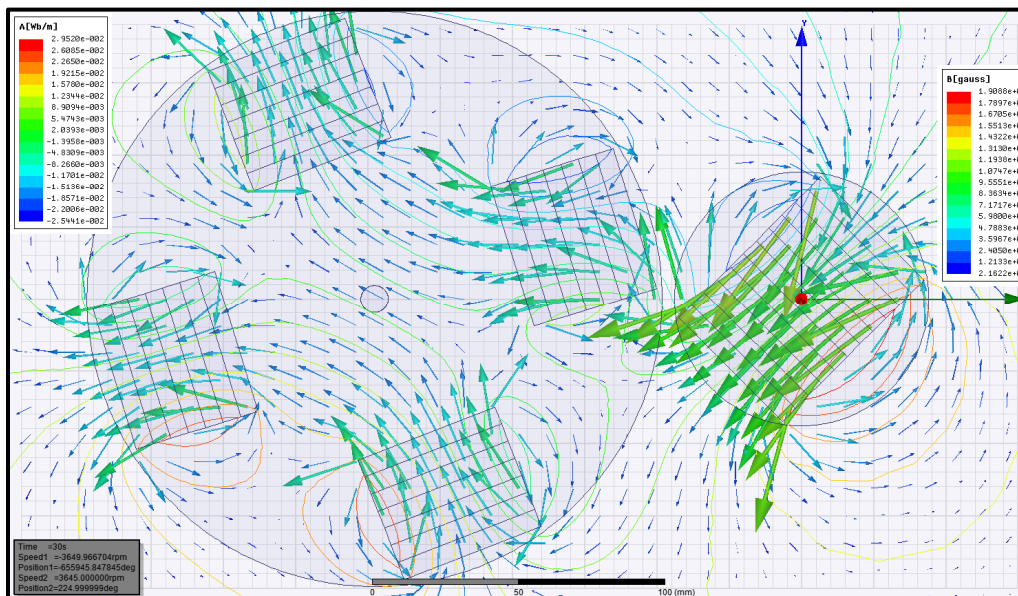 A[Wb/m]
2.9520e-002
2.6085e-002
2.2650e-002
1.9215e-002
1.5780e-002
1.2344e-002
8.9094e-003
5.4743e-003
2.0393e-003
-1.3958e-003
-4.8309e-003
-8.2660e-003
-1.1701e-002
-1.5136e-002
-1.8571e-002
-2.2006e-002
-2.5441e-002
Y
B[gauss]
1.9088e+
1.7897e+
1.6705e+
1.5513e+
1.4322e+
1.3130e+
1.1938e+
1.0747e+
9.5551e+
8.3634e+
7.1717e+
5.9800e+
4.7883e+
3.5967e+
2.4050e+
1.2133e+
2.1622e+
Time =30s
Speed1 =-3649.966704rpm
Position1=-655945.847845deg
Speed2 =3645.000000rpm
Position2=224.999999deg
0 50 100 (mm)